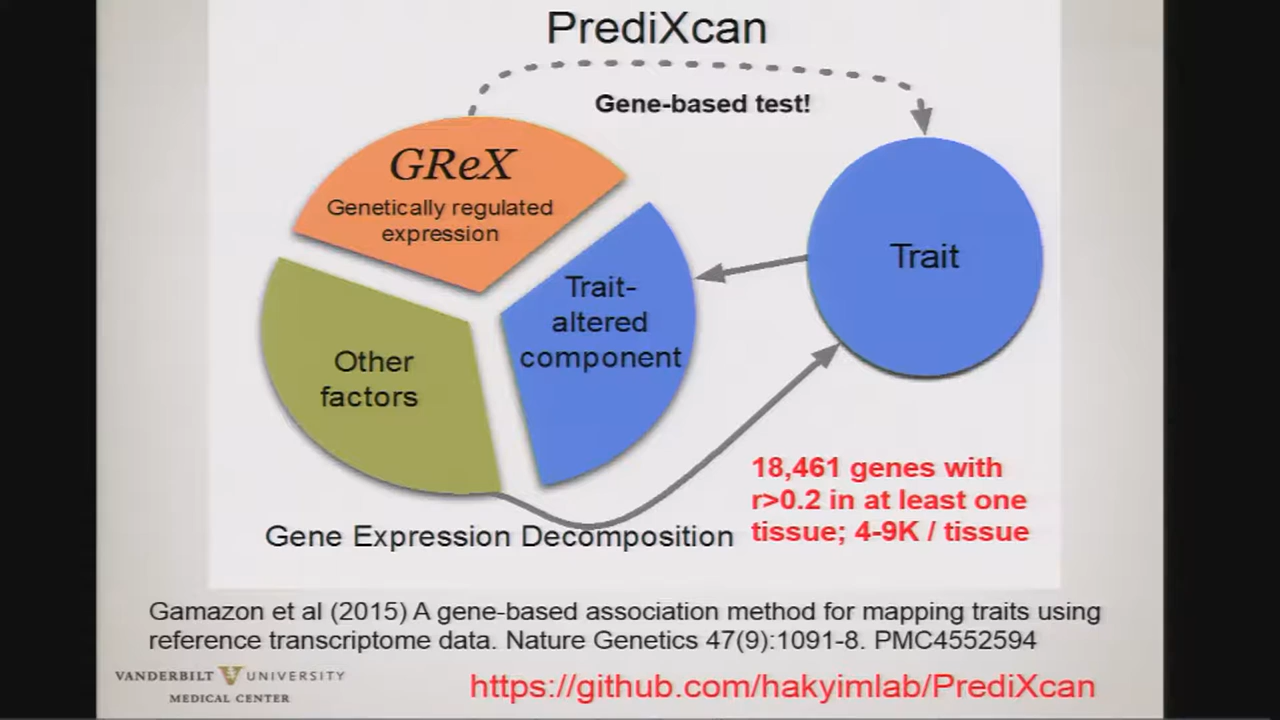 PrediXcan
Gene-based test!
GReX
Genetically regulated
expression
Trait-
altered
component
Trait
Other
factors
18,461 genes with
r>0.2 in at least one
tissue; 4-9K / tissue
Gene Expression Decomposition
Gamazon et al (2015) A gene-based association method for mapping traits using
reference transcriptome data. Nature Genetics 47(9):1091-8. PMC4552594
VANDERBILT UNIVERSITY
MEDICAL CENTER
https://github.com/hakyimlab/PrediXcan